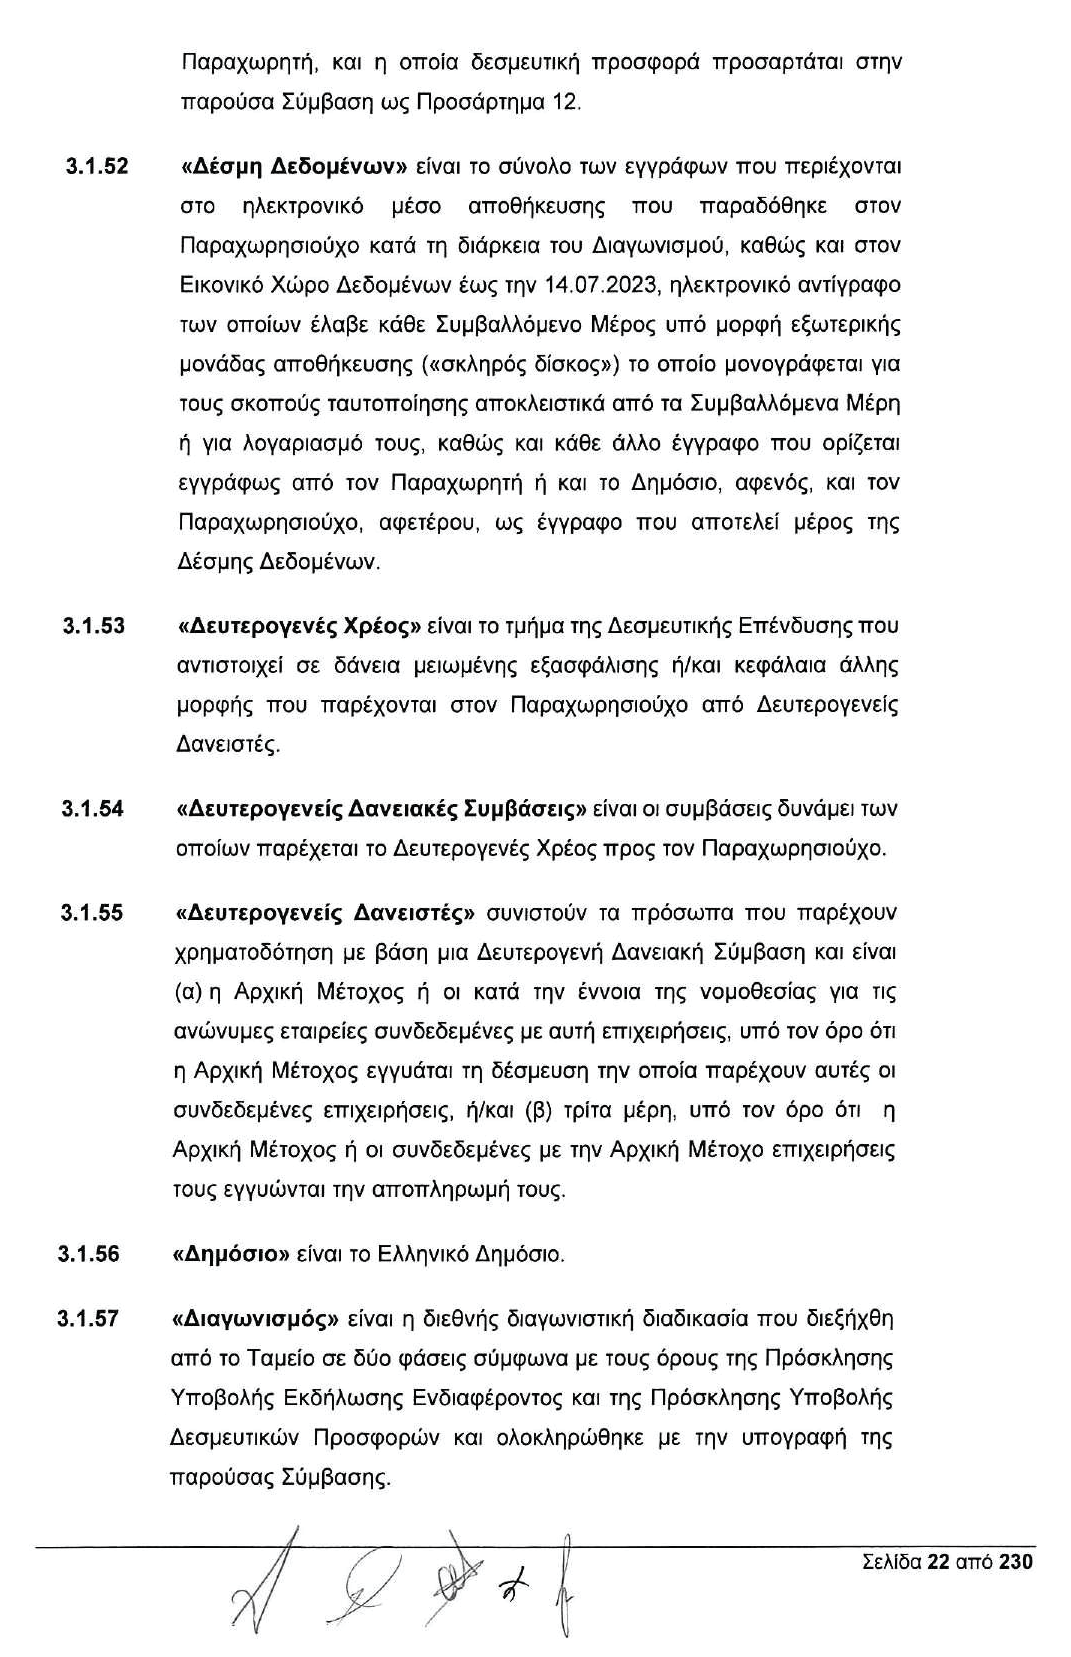 Παραχωρητή, και η οποία δεσμευτική προσφορά προσαρτάται στην
παρούσα Σύμβαση ως Προσάρτημα 12.
3.1.52 «Δέσμη Δεδομένων» είναι το σύνολο των εγγράφων που περιέχονται
στο ηλεκτρονικό μέσο αποθήκευσης που παραδόθηκε στον
Παραχωρησιούχο κατά τη διάρκεια του Διαγωνισμού, καθώς και στον
Εικονικό Χώρο Δεδομένων έως την 14.07.2023, ηλεκτρονικό αντίγραφο
των οποίων έλαβε κάθε Συμβαλλόμενο Μέρος υπό μορφή εξωτερικής
μονάδας αποθήκευσης («σκληρός δίσκος») το οποίο μονογράφεται για
τους σκοπούς ταυτοποίησης αποκλειστικά από τα Συμβαλλόμενα Μέρη
ή για λογαριασμό τους, καθώς και κάθε άλλο έγγραφο που ορίζεται
εγγράφως από τον Παραχωρητή ή και το Δημόσιο, αφενός, και τον
Παραχωρησιούχο, αφετέρου, ως έγγραφο που αποτελεί μέρος της
Δέσμης Δεδομένων.
3.1.53 «Δευτερογενές Χρέος» είναι το τμήμα της Δεσμευτικής Επένδυσης που
αντιστοιχεί σε δάνεια μειωμένης εξασφάλισης ή/και κεφάλαια άλλης
μορφής που παρέχονται στον Παραχωρησιούχο από Δευτερογενείς
Δανειστές.
3.1.54 «Δευτερογενείς Δανειακές Συμβάσεις» είναι οι συμβάσεις δυνάμει των
οποίων παρέχεται το Δευτερογενές Χρέος προς τον Παραχωρησιούχο.
3.1.55 «Δευτερογενείς Δανειστές» συνιστούν τα πρόσωπα που παρέχουν
χρηματοδότηση με βάση μια Δευτερογενή Δανειακή Σύμβαση και είναι
(α) η Αρχική Μέτοχος ή οι κατά την έννοια της νομοθεσίας για τις
ανώνυμες εταιρείες συνδεδεμένες με αυτή επιχειρήσεις, υπό τον όρο ότι
η Αρχική Μέτοχος εγγυάται τη δέσμευση την οποία παρέχουν αυτές οι
συνδεδεμένες επιχειρήσεις, ή/και (β) τρίτα μέρη, υπό τον όρο ότι η
Αρχική Μέτοχος ή οι συνδεδεμένες με την Αρχική Μέτοχο επιχειρήσεις
τους εγγυώνται την αποπληρωμή τους.
3.1.56 «Δημόσιο» είναι το Ελληνικό Δημόσιο.
3.1.57 «Διαγωνισμός» είναι η διεθνής διαγωνιστική διαδικασία που διεξήχθη
από το Ταμείο σε δύο φάσεις σύμφωνα με τους όρους της Πρόσκλησης
Υποβολής Εκδήλωσης Ενδιαφέροντος και της Πρόσκλησης Υποβολής
Δεσμευτικών Προσφορών και ολοκληρώθηκε με την υπογραφή της
παρούσας Σύμβασης.
Σελίδα 22 από 230